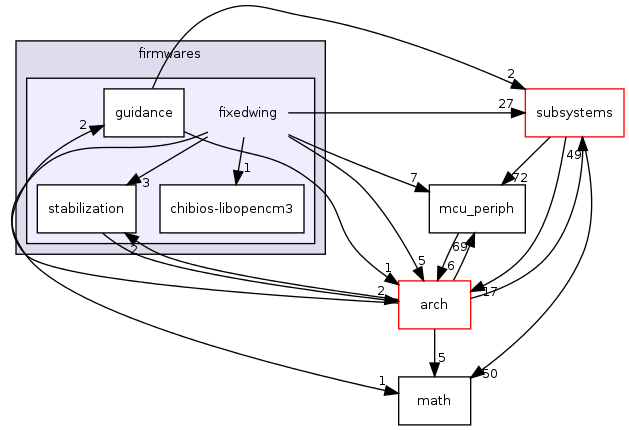 firmwares
2
guidance
fixedwing
27
subsystems
2
49
3
1
7
72
stabilization
chibios-libopencm3
mcu_periph
2
69
5
6
1
2
17
arch
5
50
1
math